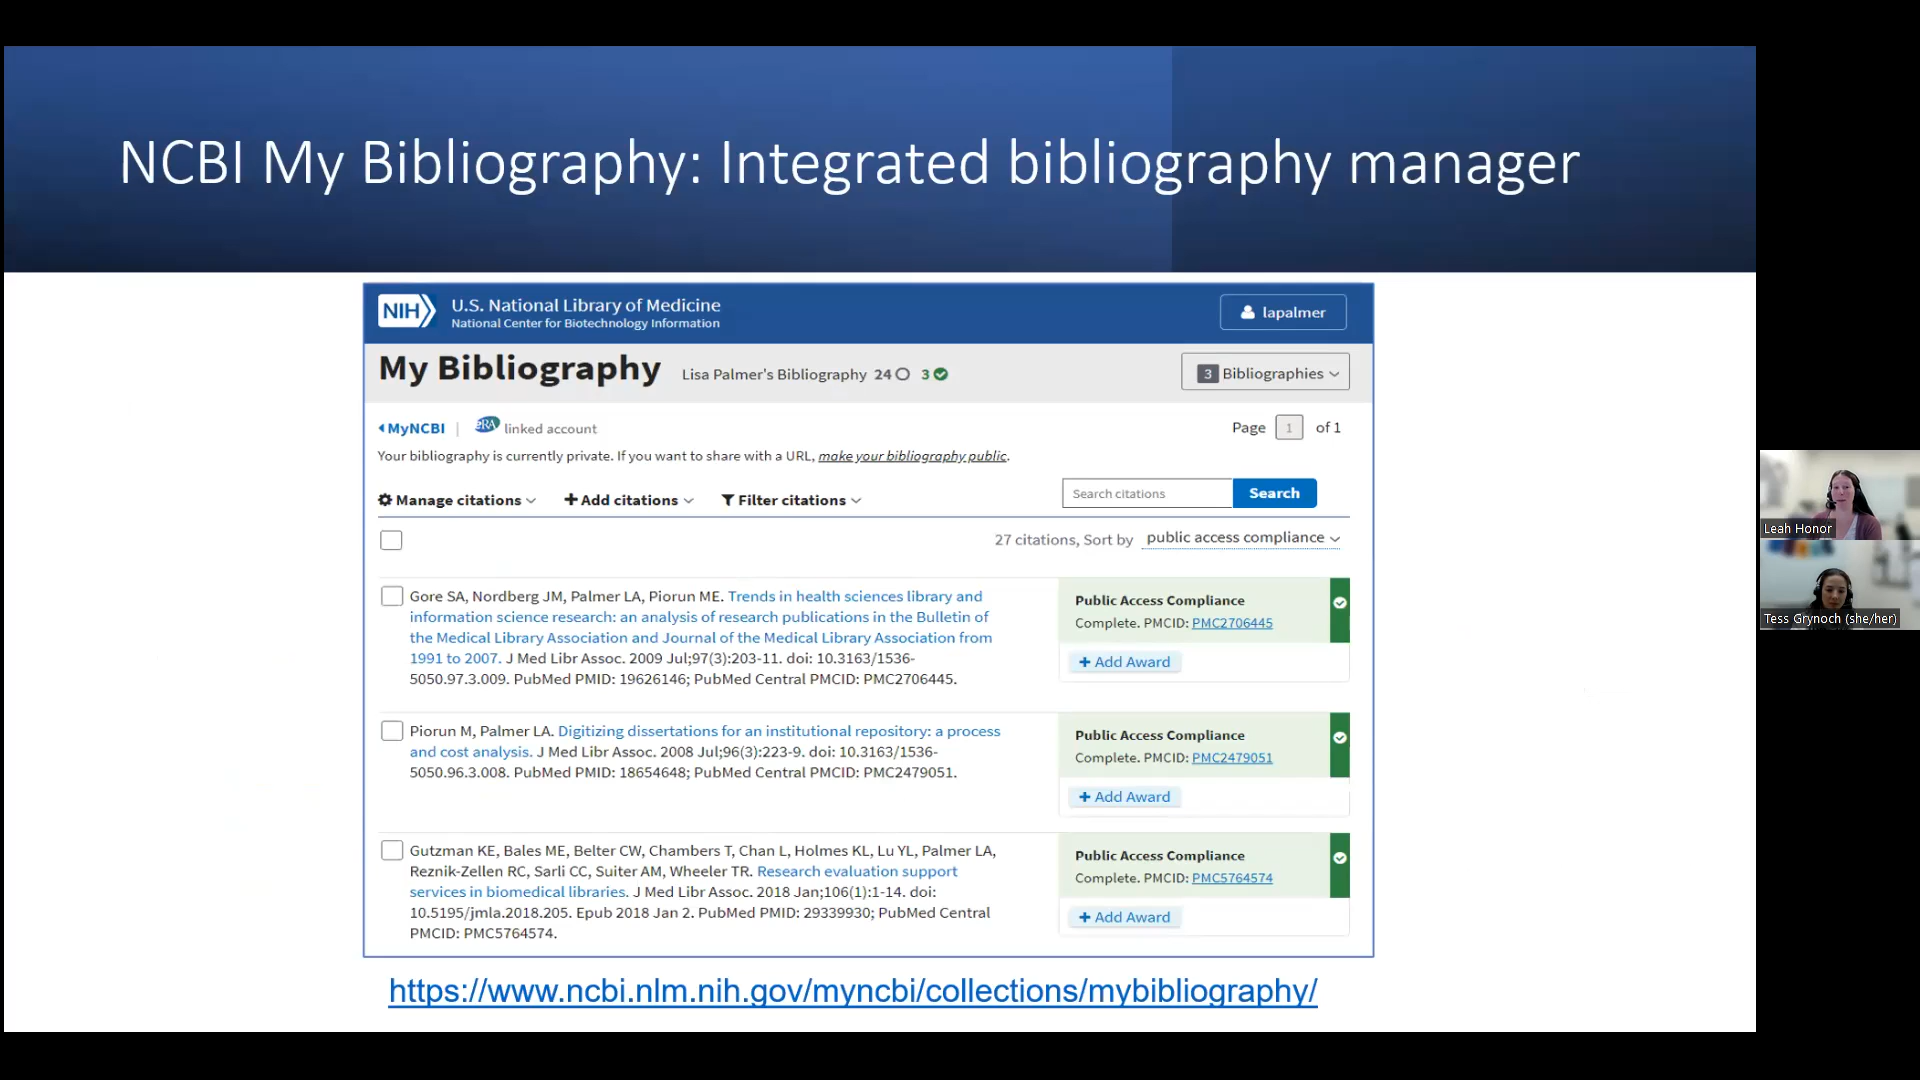 NCBI My Bibliography: Integrated bibliography manager
NIH
U.S. National Library of Medicine
National Center for Biotechnology Information
lapalmer
My Bibliography
Lisa Palmer's Bibliography 24 3
3 Bibliographies
MyNCBI | eRA linked account
Page 1 of 1
Your bibliography is currently private. If you want to share with a URL, make your bibliography public.
Manage citations
Add citations
Filter citations
Search citations
Search
27 citations, Sort by public access compliance
Gore SA, Nordberg JM, Palmer LA, Piorun ME. Trends in health sciences library and
information science research: an analysis of research publications in the Bulletin of
the Medical Library Association and Journal of the Medical Library Association from
1991 to 2007. J Med Libr Assoc. 2009 Jul;97(3):203-11. doi: 10.3163/1536-
5050.97.3.009. PubMed PMID: 19626146; PubMed Central PMCID: PMC2706445.
Public Access Compliance
Complete. PMCID: PMC2706445
+ Add Award
Piorun M, Palmer LA. Digitizing dissertations for an institutional repository: a process
and cost analysis. J Med Libr Assoc. 2008 Jul;96(3):223-9. doi: 10.3163/1536-
5050.96.3.008. PubMed PMID: 18654648; PubMed Central PMCID: PMC2479051.
Public Access Compliance
Complete. PMCID: PMC2479051
+ Add Award
Gutzman KE, Bales ME, Belter CW, Chambers T, Chan L, Holmes KL, Lu YL, Palmer LA,
Reznik-Zellen RC, Sarli CC, Suiter AM, Wheeler TR. Research evaluation support
services in biomedical libraries. J Med Libr Assoc. 2018 Jan;106(1):1-14. doi:
10.5195/jmla.2018.205. Epub 2018 Jan 2. PubMed PMID: 29339930; PubMed Central
PMCID: PMC5764574.
Public Access Compliance
Complete. PMCID: PMC5764574
+ Add Award
https://www.ncbi.nlm.nih.gov/myncbi/collections/mybibliography/
Leah Honor
Tess Grynoch (she/her)